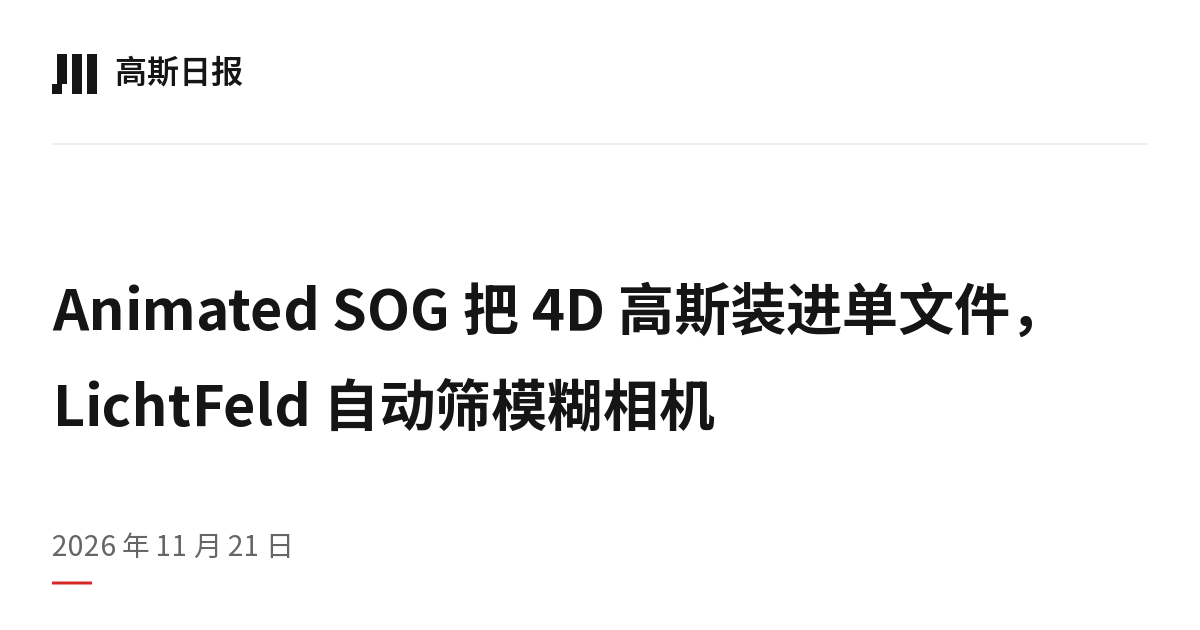 高斯日报
Animated SOG 把 4D 高斯装进单文件，
LichtFeld 自动筛模糊相机
2026 年 11 月 21 日